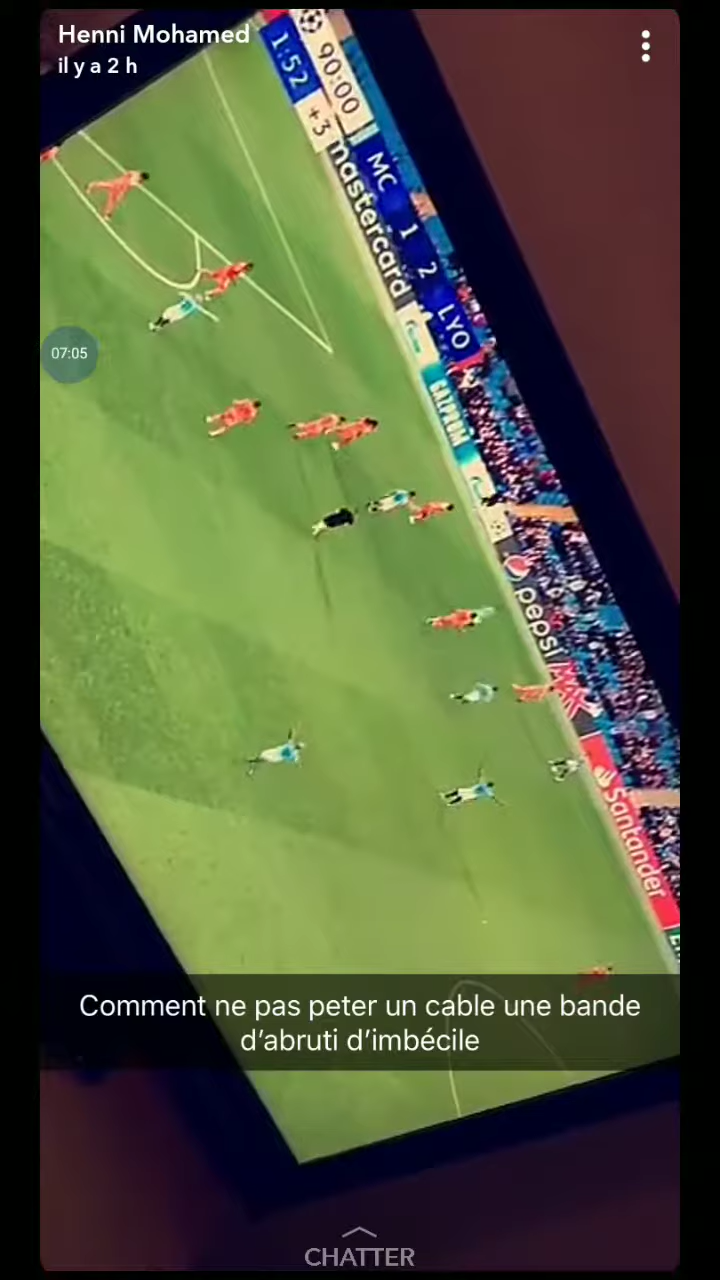 Henni Mohamed
il y a 2 h
1:52
90:00
+3
MC 1 2 LYO
mastercard
GAZPROM
07:05
pepsi MAX
Santander
Comment ne pas peter un cable une bande
d'abruti d'imbécile
CHATTER